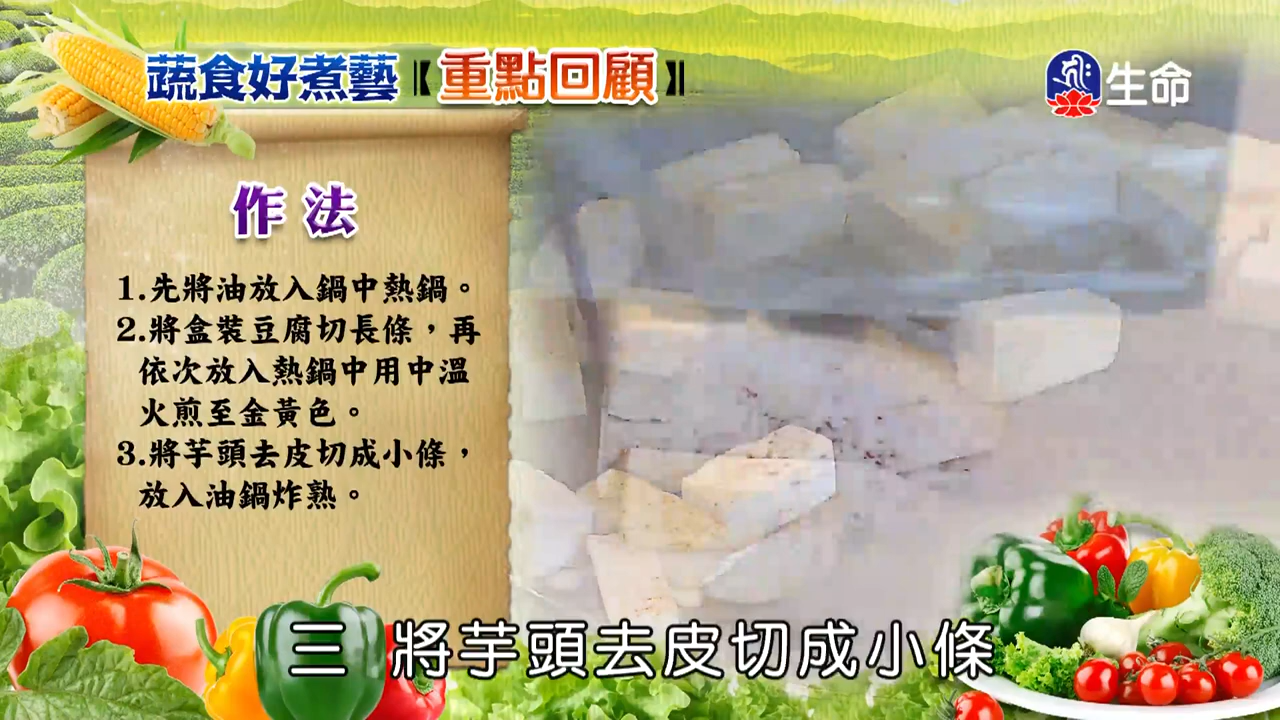 蔬食好煮藝【重點回顧】
生命
作法
1.先將油放入鍋中熱鍋。
2.將盒裝豆腐切長條，再
依次放入熱鍋中用中溫
火煎至金黃色。
3.將芋頭去皮切成小條，
放入油鍋炸熟。
三 將芋頭去皮切成小條